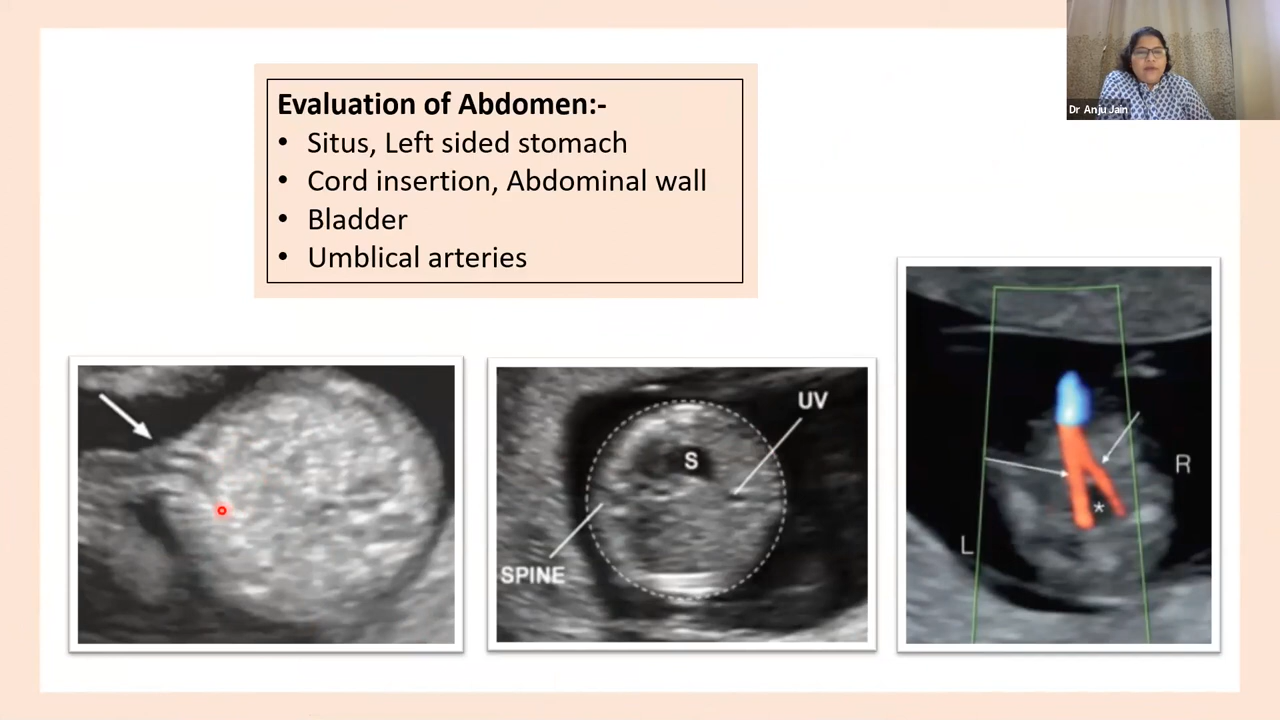 Dr Anju Jain
Evaluation of Abdomen:-
• Situs, Left sided stomach
• Cord insertion, Abdominal wall
• Bladder
• Umblical arteries
S
UV
SPINE
R
L
*